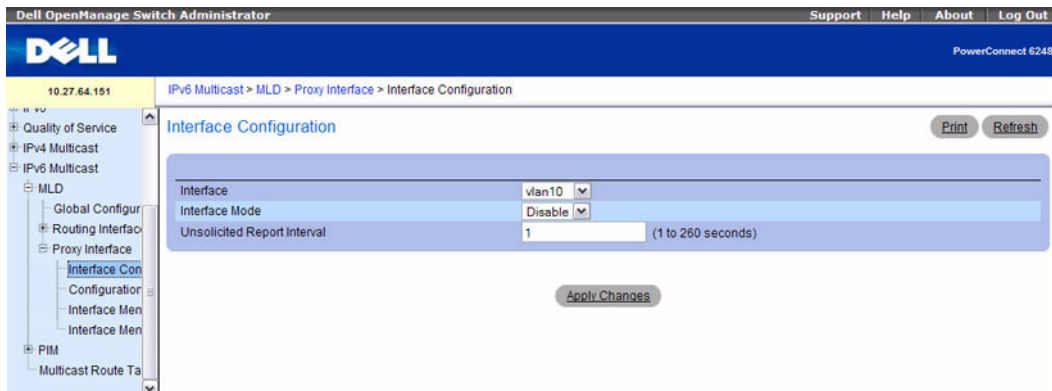 Dell OpenManage Switch Administrator
Support Help About Log Out
DELL
PowerConnect 6248
10.27.64.151
IPv6 Multicast > MLD > Proxy Interface > Interface Configuration
Quality of Service
IPv4 Multicast
IPv6 Multicast
MLD
Global Configur
Routing Interfac
Proxy Interface
Interface Con
Configuration
Interface Men
Interface Men
PIM
Multicast Route Ta
Interface Configuration
Print Refresh
Interface vlan10
Interface Mode Disable
Unsolicited Report Interval 1 (1 to 260 seconds)
Apply Changes